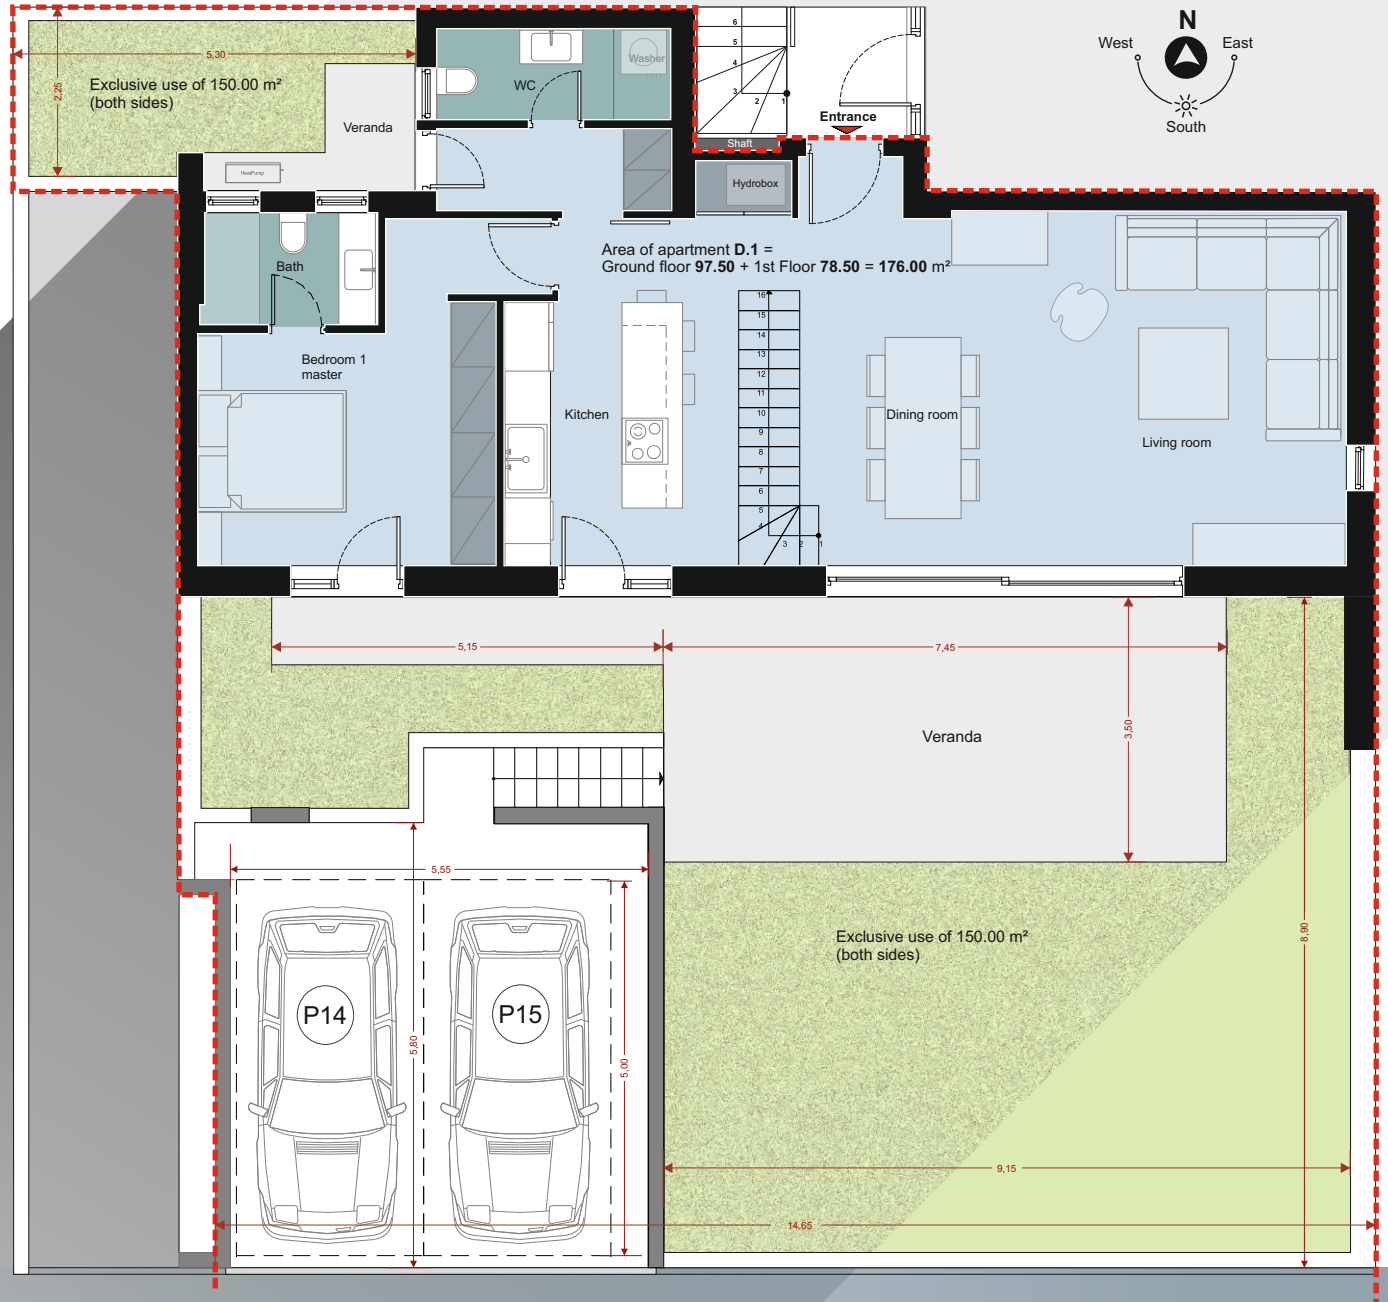 N
West
East
South
5,30
2,25
Exclusive use of 150.00 m²
(both sides)
Veranda
HeatPump
WC
Washer
6
5
4
3
2
1
Entrance
Shaft
Hydrobox
Bath
Area of apartment D.1 =
Ground floor 97.50 + 1st Floor 78.50 = 176.00 m²
Bedroom 1
master
Kitchen
16
15
14
13
12
11
10
9
8
7
6
5
4
3
2
1
Dining room
Living room
5,15
7,45
3,50
Veranda
5,55
8,90
Exclusive use of 150.00 m²
(both sides)
P14
P15
5,80
5,00
9,15
14,65